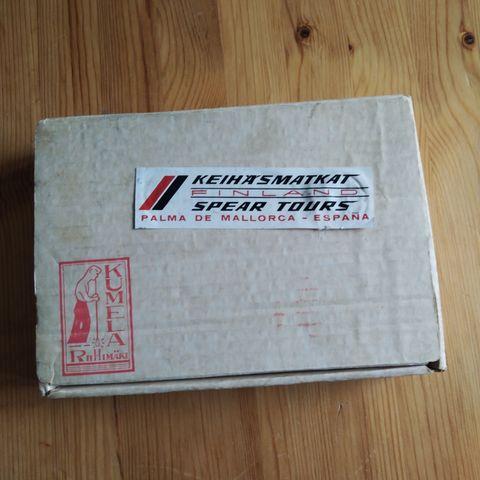 KEIHÄSMATKAT
FINLAND
SPEAR TOURS
PALMA DE MALLORCA - ESPAÑA
KUMELA
RIIHIMÄKI